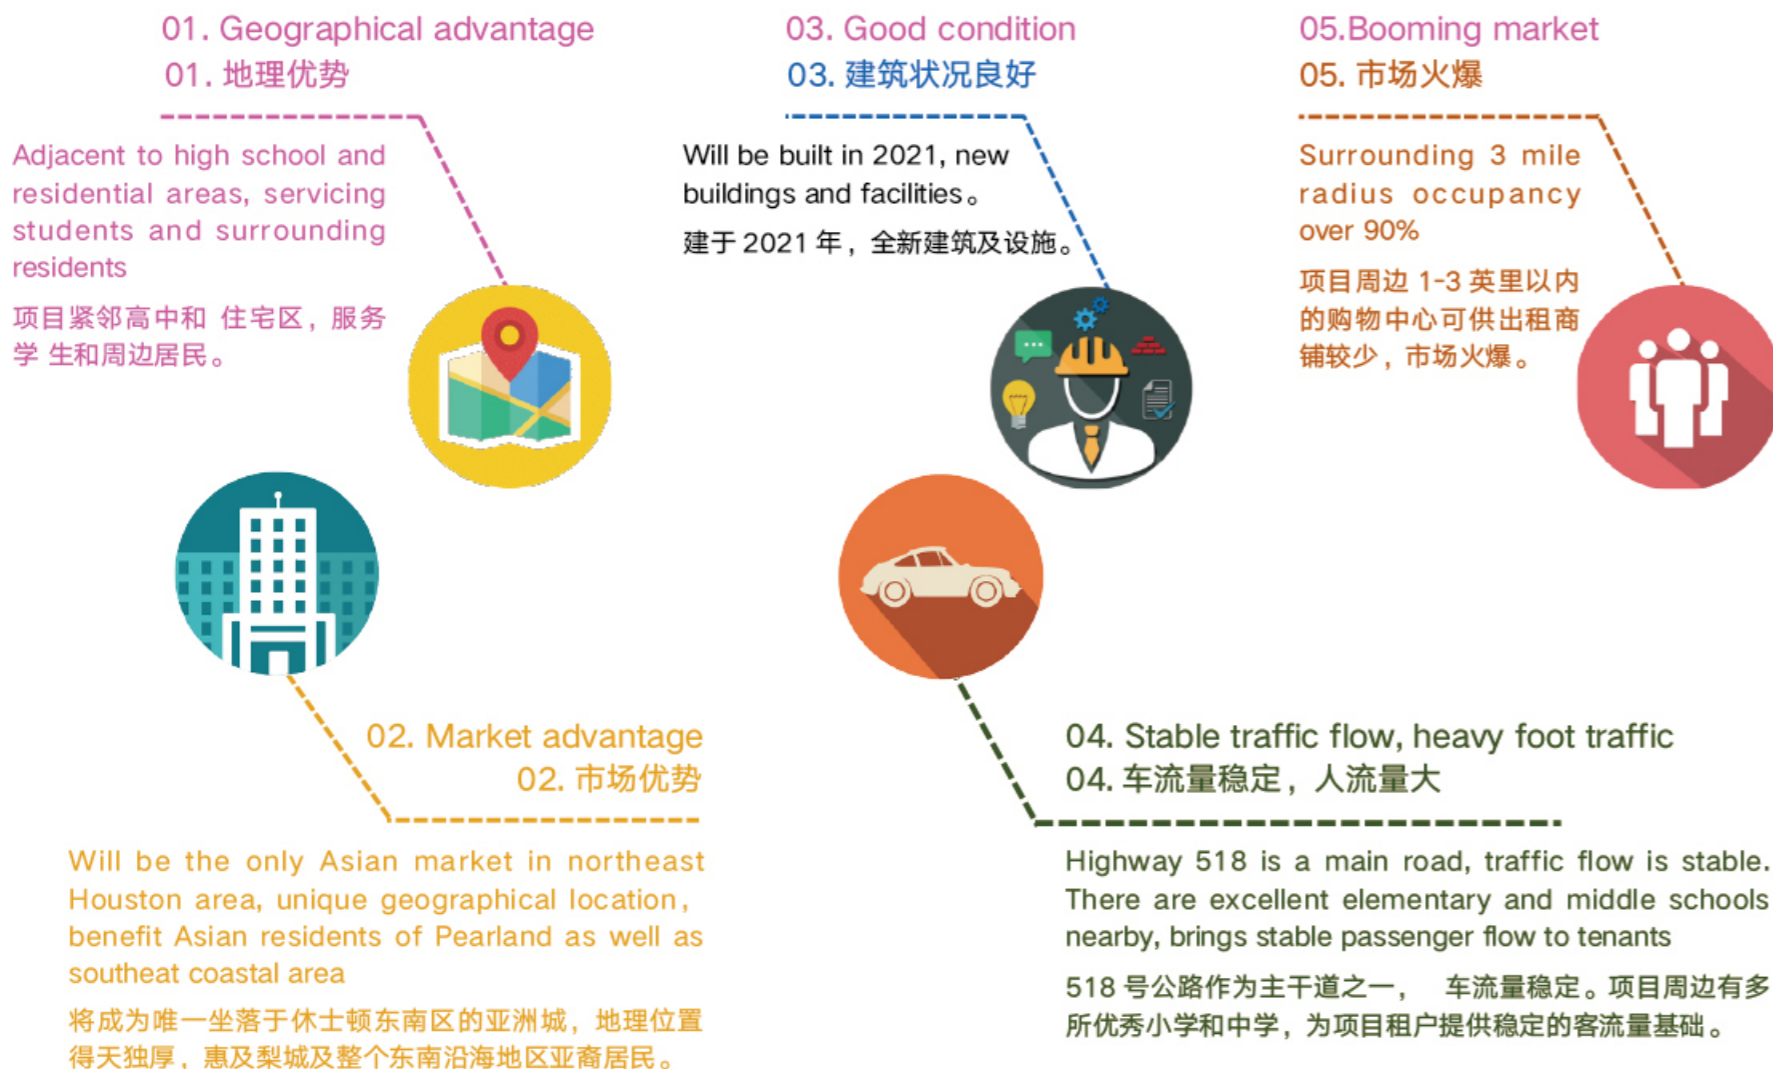 01. Geographical advantage
01. 地理优势
Adjacent to high school and
residential areas, servicing
students and surrounding
residents
项目紧邻高中和 住宅区，服务
学 生和周边居民。
02. Market advantage
02. 市场优势
Will be the only Asian market in northeast
Houston area, unique geographical location,
benefit Asian residents of Pearland as well as
southeat coastal area
将成为唯一坐落于休士顿东南区的亚洲城，地理位置
得天独厚，惠及梨城及整个东南沿海地区亚裔居民。
03. Good condition
03. 建筑状况良好
Will be built in 2021, new
buildings and facilities。
建于 2021 年，全新建筑及设施。
04. Stable traffic flow, heavy foot traffic
04. 车流量稳定，人流量大
Highway 518 is a main road, traffic flow is stable.
There are excellent elementary and middle schools
nearby, brings stable passenger flow to tenants
518 号公路作为主干道之一， 车流量稳定。项目周边有多
所优秀小学和中学，为项目租户提供稳定的客流量基础。
05.Booming market
05. 市场火爆
Surrounding 3 mile
radius occupancy
over 90%
项目周边 1-3 英里以内
的购物中心可供出租商
铺较少，市场火爆。